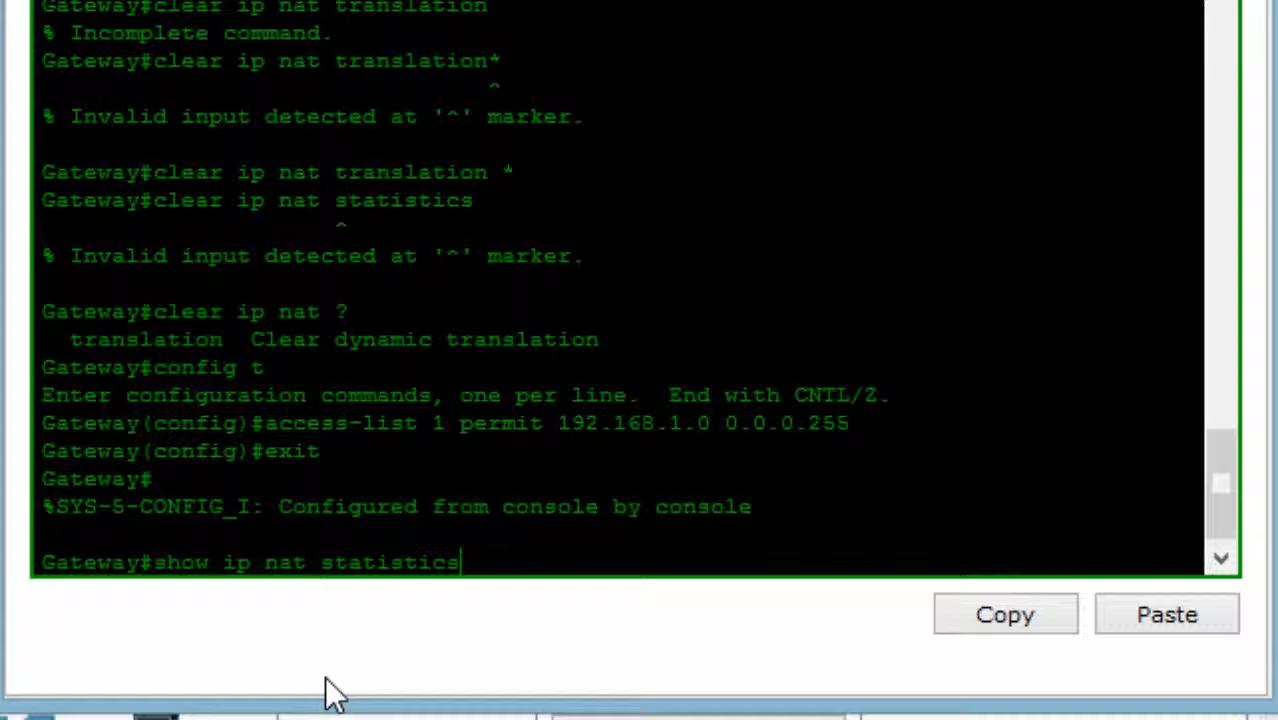 Gateway#clear ip nat translation
% Incomplete command.
Gateway#clear ip nat translation*
^
% Invalid input detected at '^' marker.
Gateway#clear ip nat translation *
Gateway#clear ip nat statistics
^
% Invalid input detected at '^' marker.
Gateway#clear ip nat ?
translation  Clear dynamic translation
Gateway#config t
Enter configuration commands, one per line.  End with CNTL/Z.
Gateway(config)#access-list 1 permit 192.168.1.0 0.0.0.255
Gateway(config)#exit
Gateway#
%SYS-5-CONFIG_I: Configured from console by console
Gateway#show ip nat statistics
Copy Paste